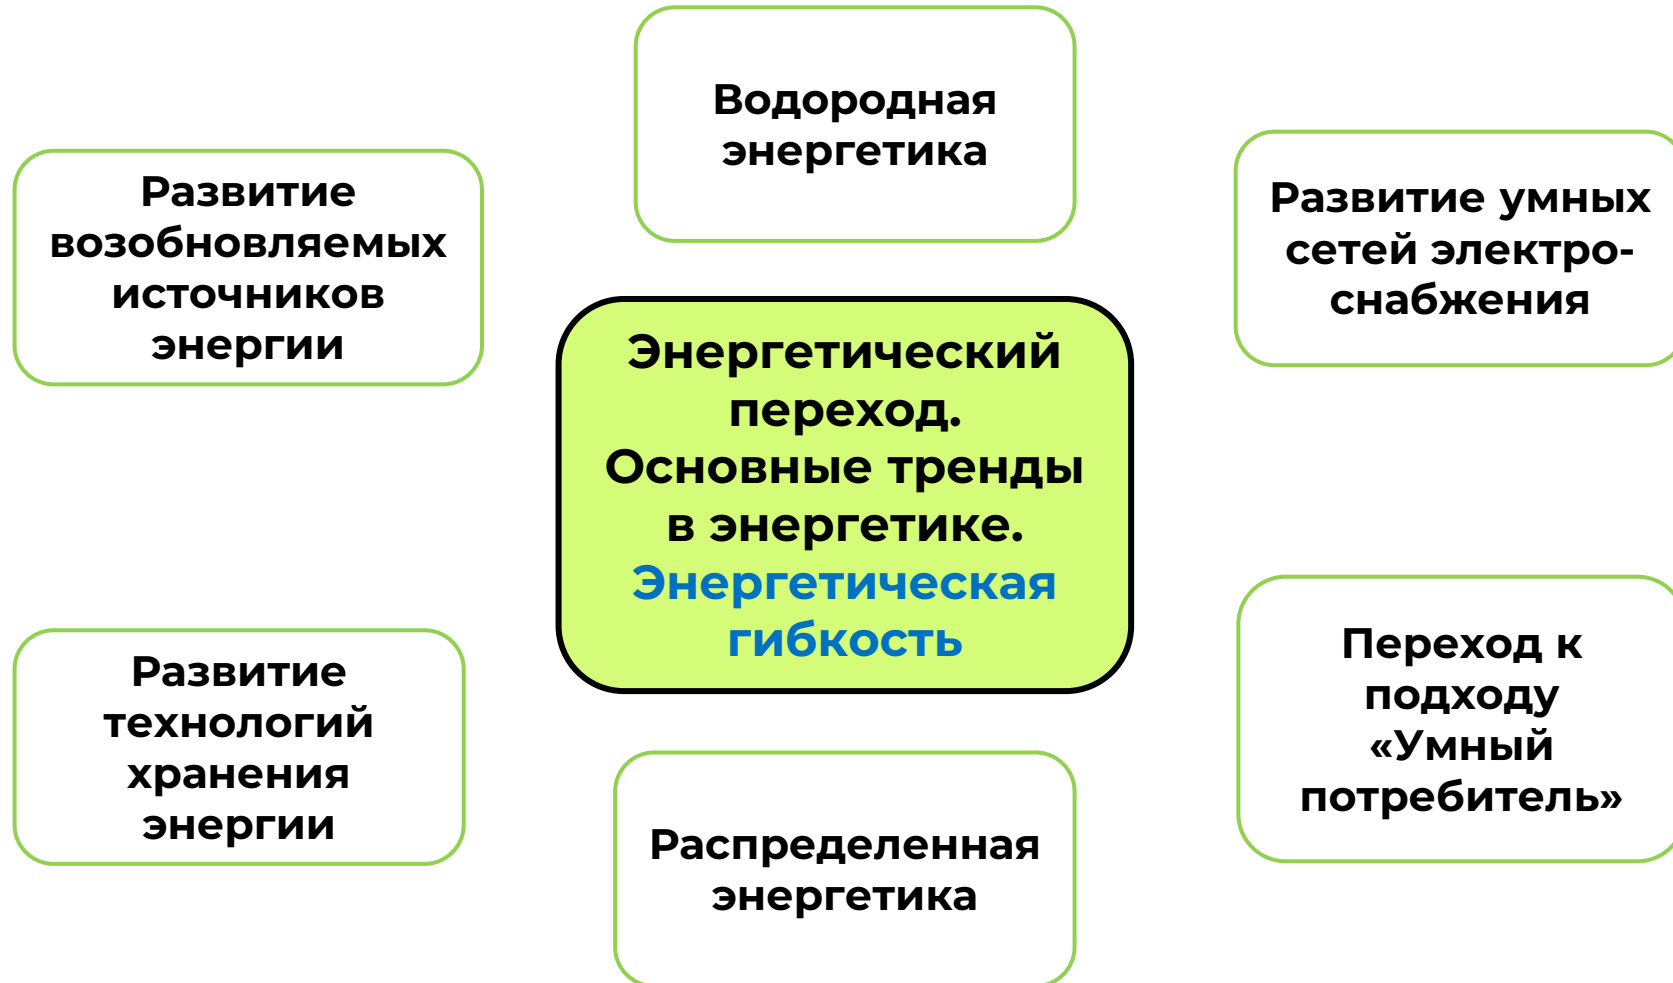 Водородная
энергетика
Развитие
возобновляемых
источников
энергии
Развитие умных
сетей электро-
снабжения
Энергетический
переход.
Основные тренды
в энергетике.
Энергетическая
гибкость
Развитие
технологий
хранения
энергии
Переход к
подходу
«Умный
потребитель»
Распределенная
энергетика